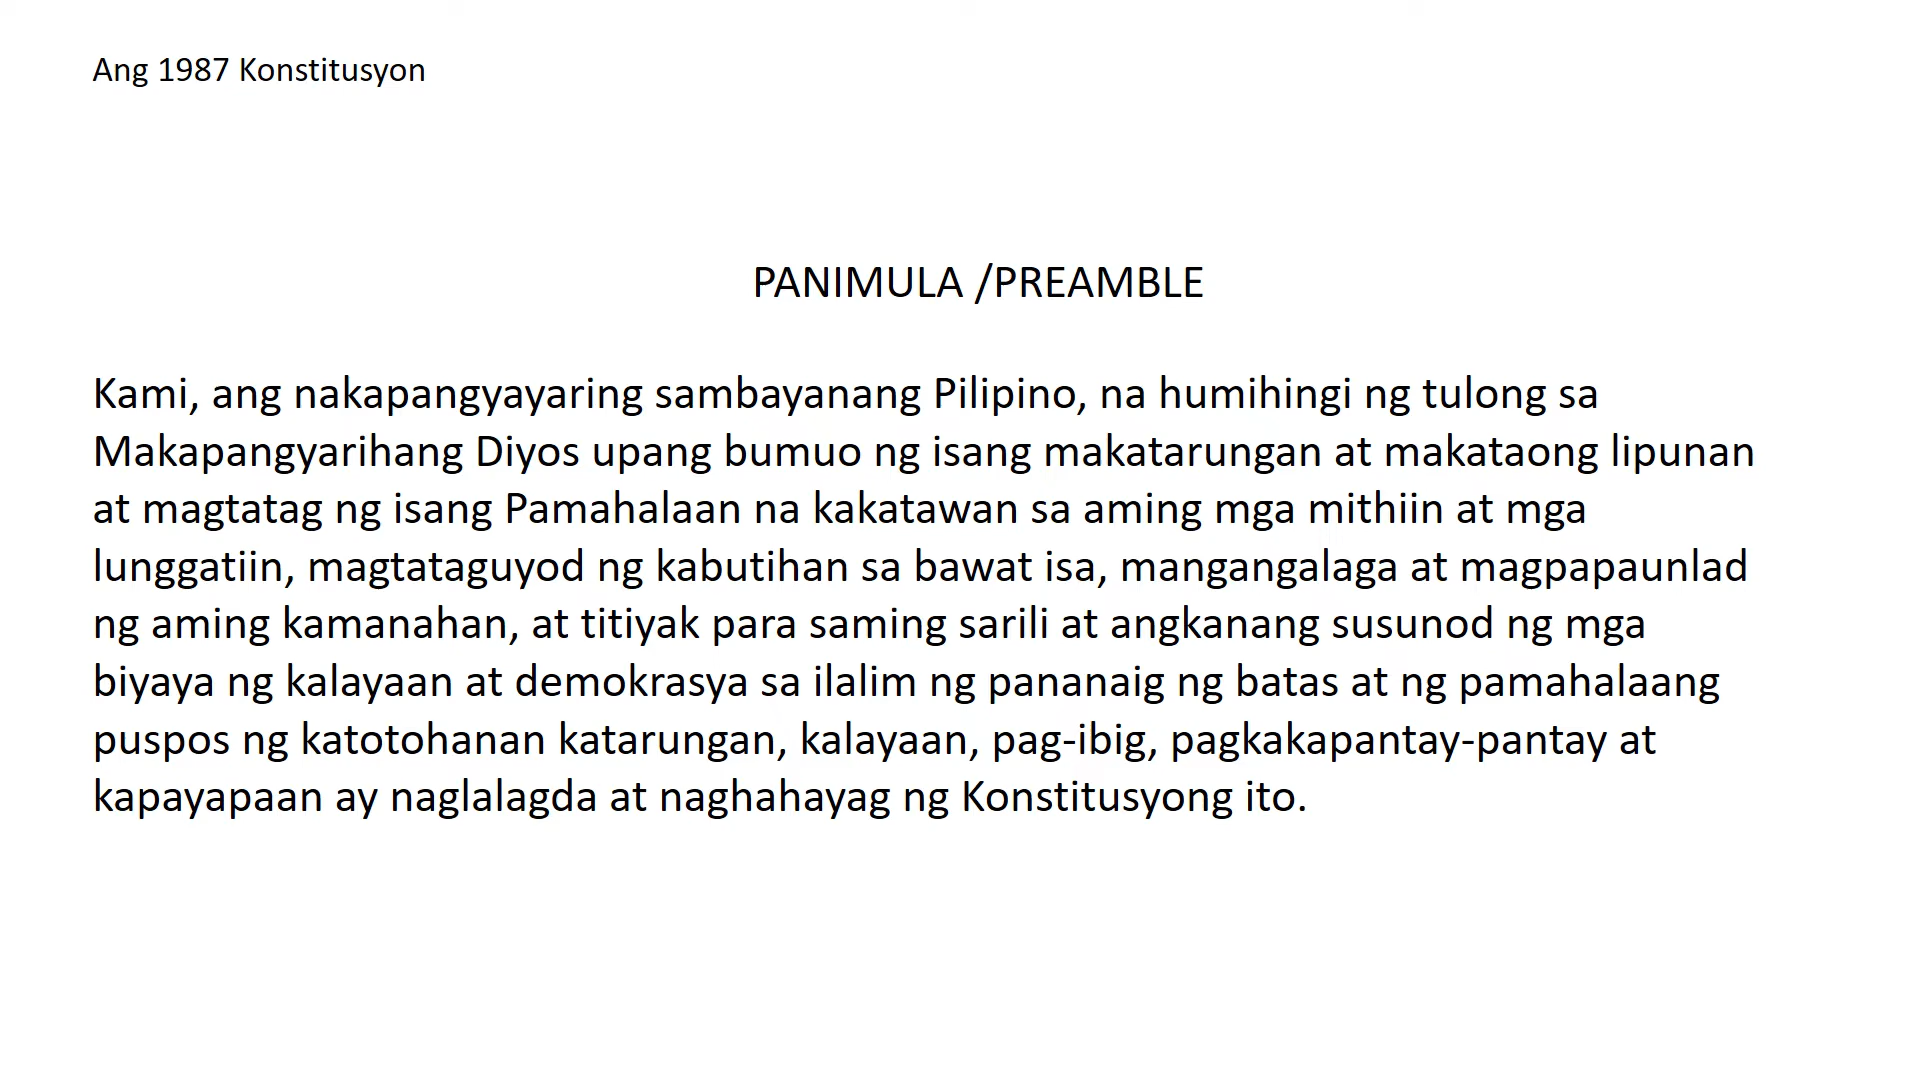 Ang 1987 Konstitusyon
PANIMULA /PREAMBLE
Kami, ang nakapangyayaring sambayanang Pilipino, na humihingi ng tulong sa
Makapangyarihang Diyos upang bumuo ng isang makatarungan at makataong lipunan
at magtatag ng isang Pamahalaan na kakatawan sa aming mga mithiin at mga
lunggatiin, magtataguyod ng kabutihan sa bawat isa, mangangalaga at magpapaunlad
ng aming kamanahan, at titiyak para saming sarili at angkanang susunod ng mga
biyaya ng kalayaan at demokrasya sa ilalim ng pananaig ng batas at ng pamahalaang
puspos ng katotohanan katarungan, kalayaan, pag-ibig, pagkakapantay-pantay at
kapayapaan ay naglalagda at naghahayag ng Konstitusyong ito.